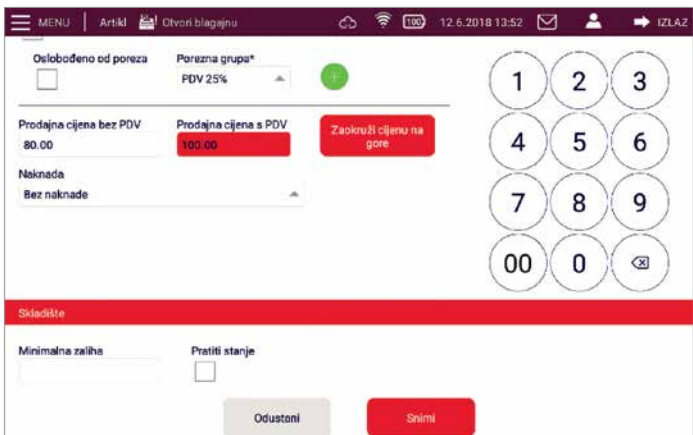 MENU Artikl Otvori blagajnu 100 12.6.2018 13:52 IZLAZ
Oslobođeno od poreza Porezna grupa*
PDV 25% +
Prodajna cijena bez PDV Prodajna cijena s PDV
80.00 100.00
Zaokruži cijenu na
gore
Naknada
Bez naknade
1 2 3
4 5 6
7 8 9
00 0
Skladište
Minimalna zaliha Pratiti stanje
Odustani Snimi